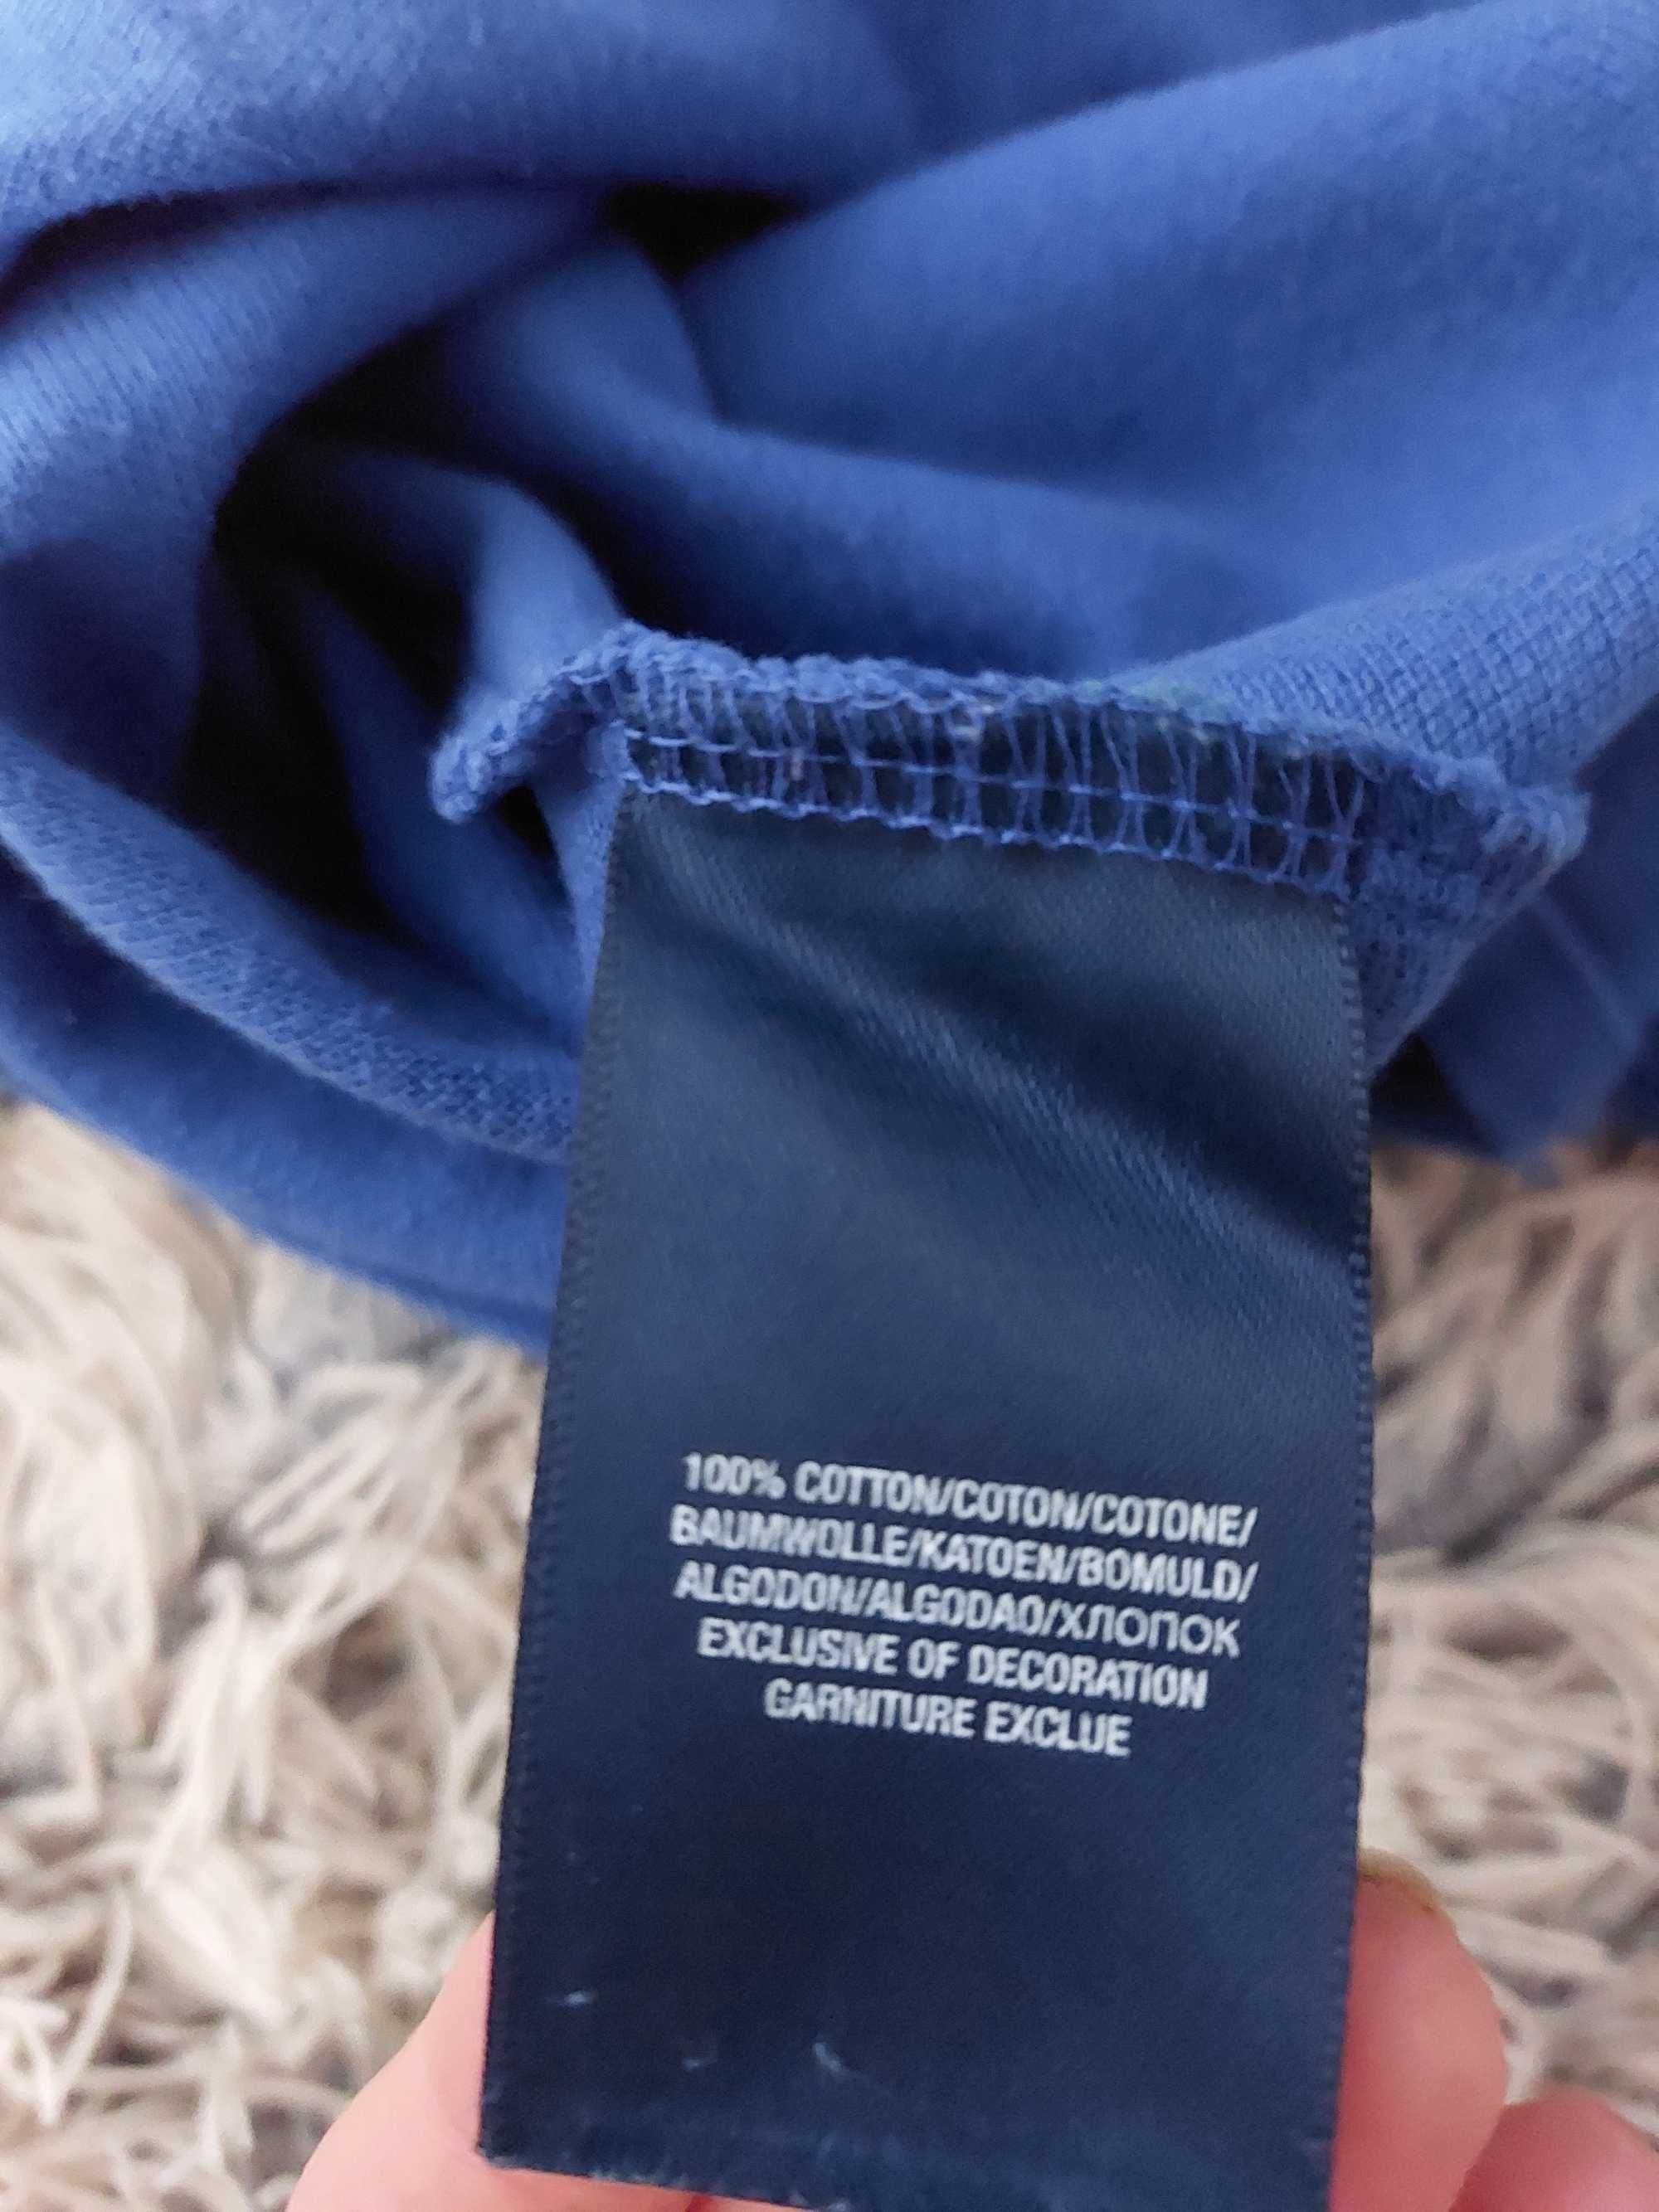 100% COTTON/COTON/COTONE/
BAUMWOLLE/KATOEN/BOMULD/
ALGODON/ALGODAO/ХЛОПОК
EXCLUSIVE OF DECORATION
GARNITURE EXCLUE